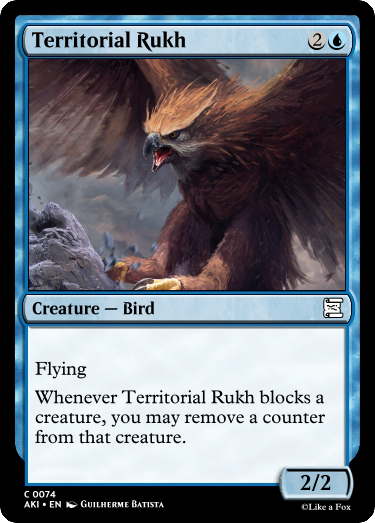 Territorial Rukh 2
Creature — Bird
Flying
Whenever Territorial Rukh blocks a
creature, you may remove a counter
from that creature.
2/2
C 0074
AKI • EN Guilherme Batista
©Like a Fox